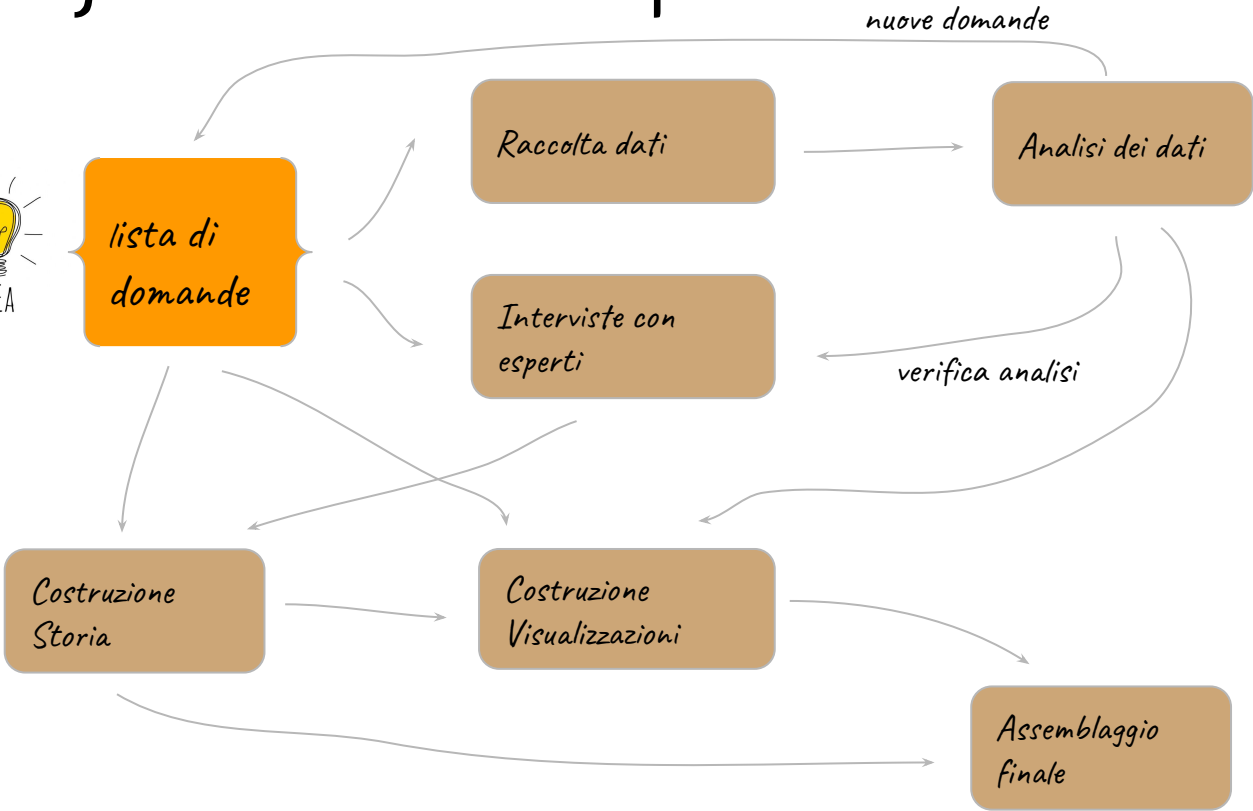 nuove domande
Raccolta dati
Analisi dei dati
lista di
domande
Interviste con
esperti
verifica analisi
Costruzione
Storia
Costruzione
Visualizzazioni
Assemblaggio
finale